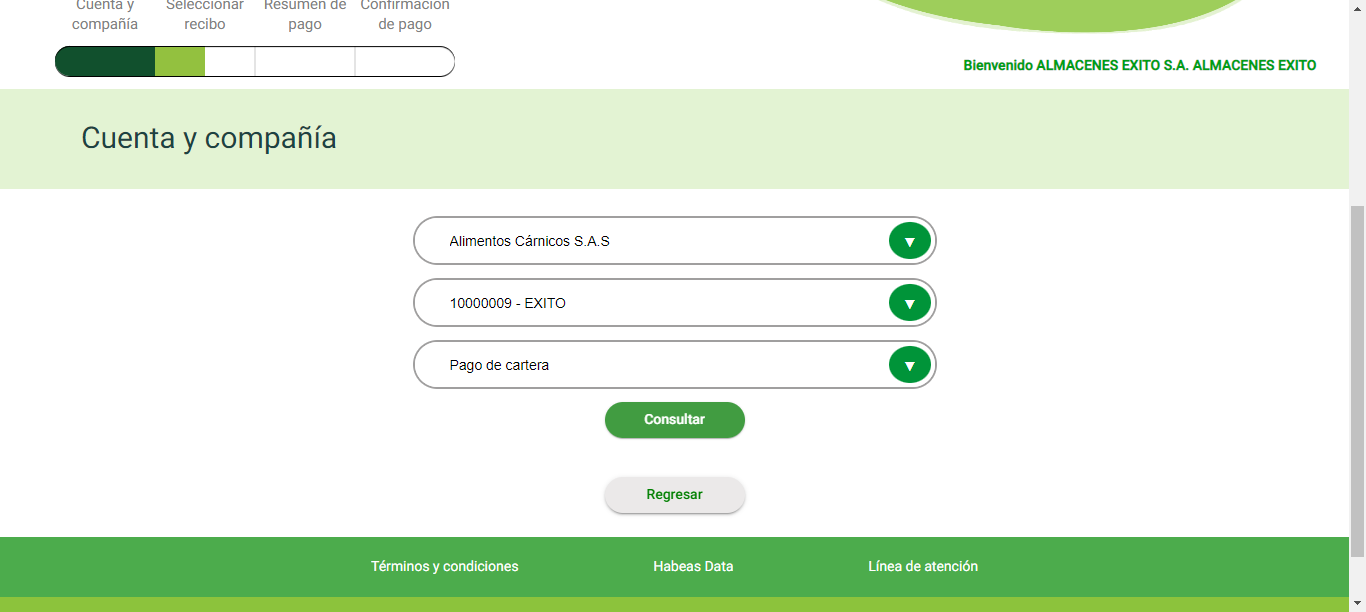 Cuenta y Seleccionar Resumen de Confirmación
compañía recibo pago de pago
Bienvenido ALMACENES EXITO S.A. ALMACENES EXITO
Cuenta y compañía
Alimentos Cárnicos S.A.S
10000009 - EXITO
Pago de cartera
Consultar
Regresar
Términos y condiciones Habeas Data Línea de atención